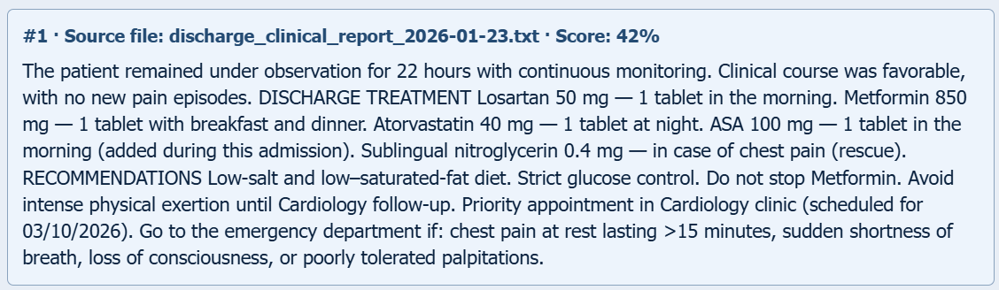 #1 · Source file: discharge_clinical_report_2026-01-23.txt · Score: 42%
The patient remained under observation for 22 hours with continuous monitoring. Clinical course was favorable,
with no new pain episodes. DISCHARGE TREATMENT Losartan 50 mg — 1 tablet in the morning. Metformin 850
mg — 1 tablet with breakfast and dinner. Atorvastatin 40 mg — 1 tablet at night. ASA 100 mg — 1 tablet in the
morning (added during this admission). Sublingual nitroglycerin 0.4 mg — in case of chest pain (rescue).
RECOMMENDATIONS Low-salt and low–saturated-fat diet. Strict glucose control. Do not stop Metformin. Avoid
intense physical exertion until Cardiology follow-up. Priority appointment in Cardiology clinic (scheduled for
03/10/2026). Go to the emergency department if: chest pain at rest lasting >15 minutes, sudden shortness of
breath, loss of consciousness, or poorly tolerated palpitations.